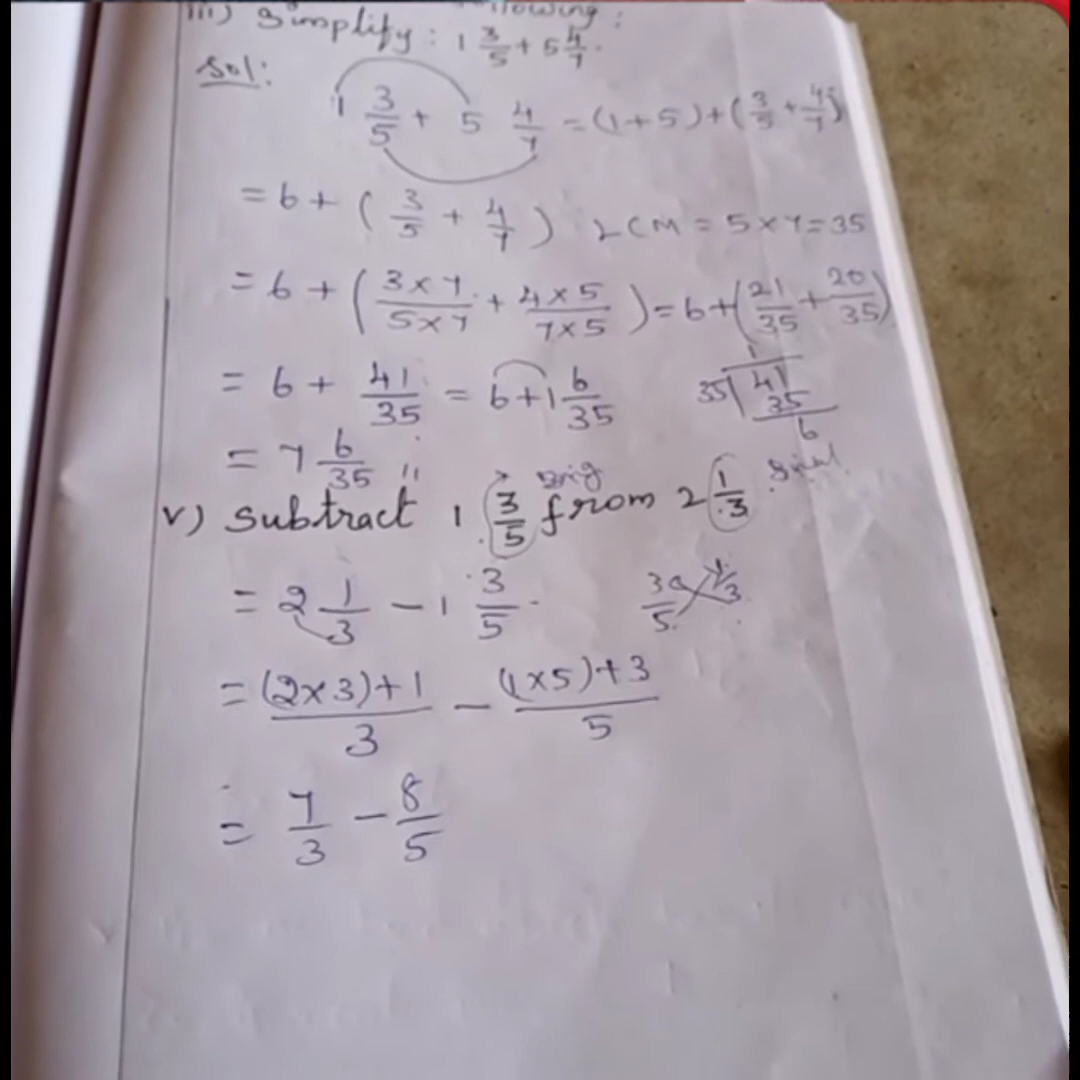 iii) Simplify: 1 3/5 + 5 4/7.
Sol:
1 3/5 + 5 4/7 = (1+5)+(3/5 + 4/7)
= 6 + (3/5 + 4/7) LCM = 5×7=35
= 6 + (3×7/5×7 + 4×5/7×5) = 6+(21/35 + 20/35)
= 6 + 41/35 = 6+1 6/35
35) 41 (1
35
6
= 7 6/35 //
v) Subtract 1 3/5 from 2 1/3
= 2 1/3 − 1 3/5
3/5 1/3
= (2×3)+1/3 − (1×5)+3/5
= 7/3 − 8/5